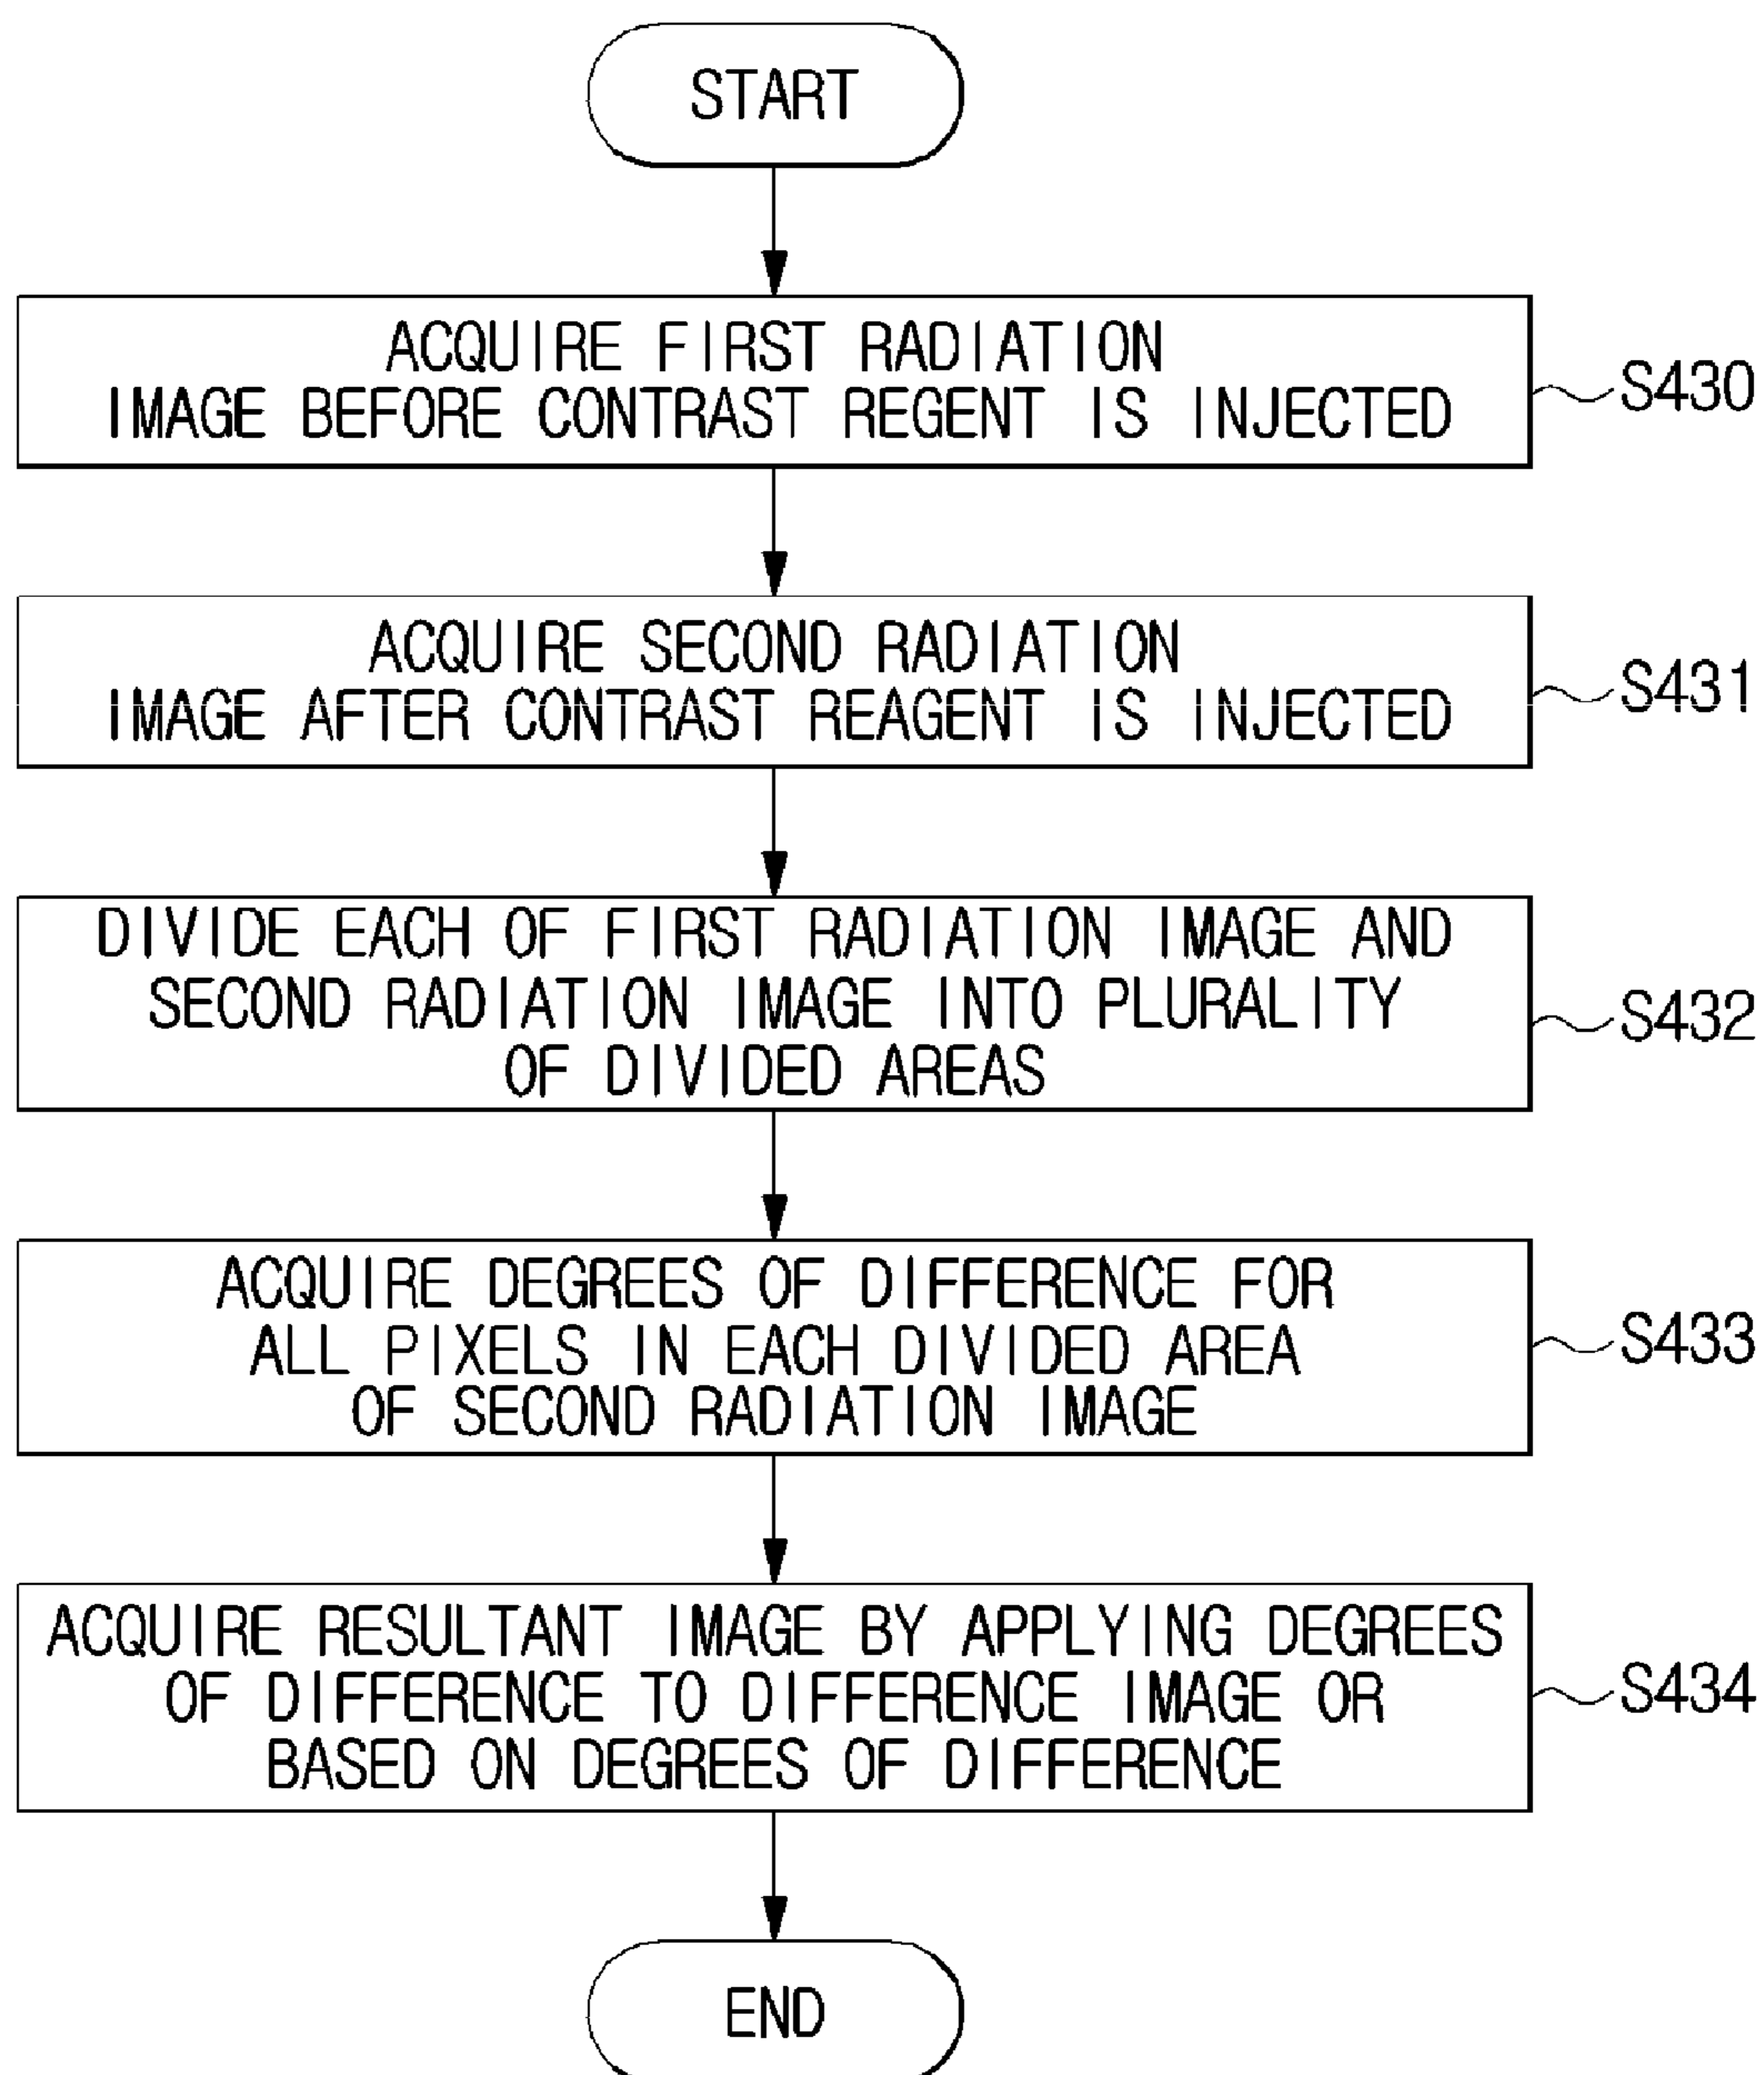 START
ACQUIRE FIRST RADIATION
IMAGE BEFORE CONTRAST REGENT IS INJECTED
S430
ACQUIRE SECOND RADIATION
IMAGE AFTER CONTRAST REAGENT IS INJECTED
S431
DIVIDE EACH OF FIRST RADIATION IMAGE AND
SECOND RADIATION IMAGE INTO PLURALITY
OF DIVIDED AREAS
S432
ACQUIRE DEGREES OF DIFFERENCE FOR
ALL PIXELS IN EACH DIVIDED AREA
OF SECOND RADIATION IMAGE
S433
ACQUIRE RESULTANT IMAGE BY APPLYING DEGREES
OF DIFFERENCE TO DIFFERENCE IMAGE OR
BASED ON DEGREES OF DIFFERENCE
S434
END